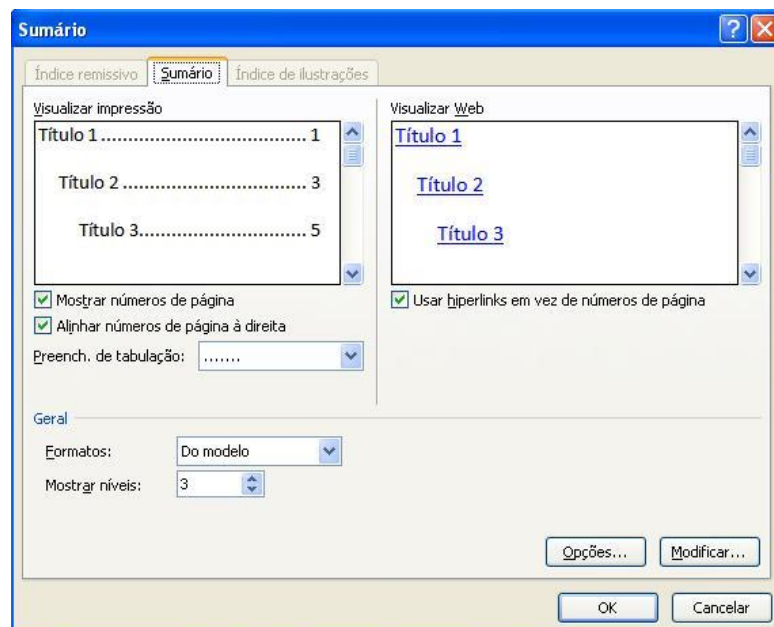 Sumário
Índice remissivo Sumário Índice de ilustrações
Visualizar impressão
Título 1.......................................... 1
Título 2 ..................................... 3
Título 3................................. 5
Mostrar números de página
Alinhar números de página à direita
Preench. de tabulação: .......
Visualizar Web
Título 1
Título 2
Título 3
Usar hiperlinks em vez de números de página
Geral
Formatos: Do modelo
Mostrar níveis: 3
Opções... Modificar...
OK Cancelar